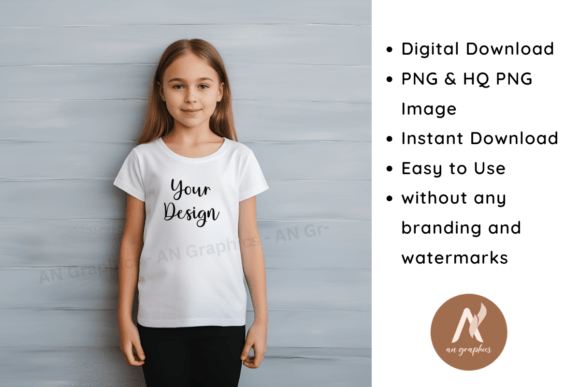 Your
Design
AN Graphics - AN Graphics - AN Gr-
• Digital Download
• PNG & HQ PNG
Image
• Instant Download
• Easy to Use
• without any
branding and
watermarks
an graphics